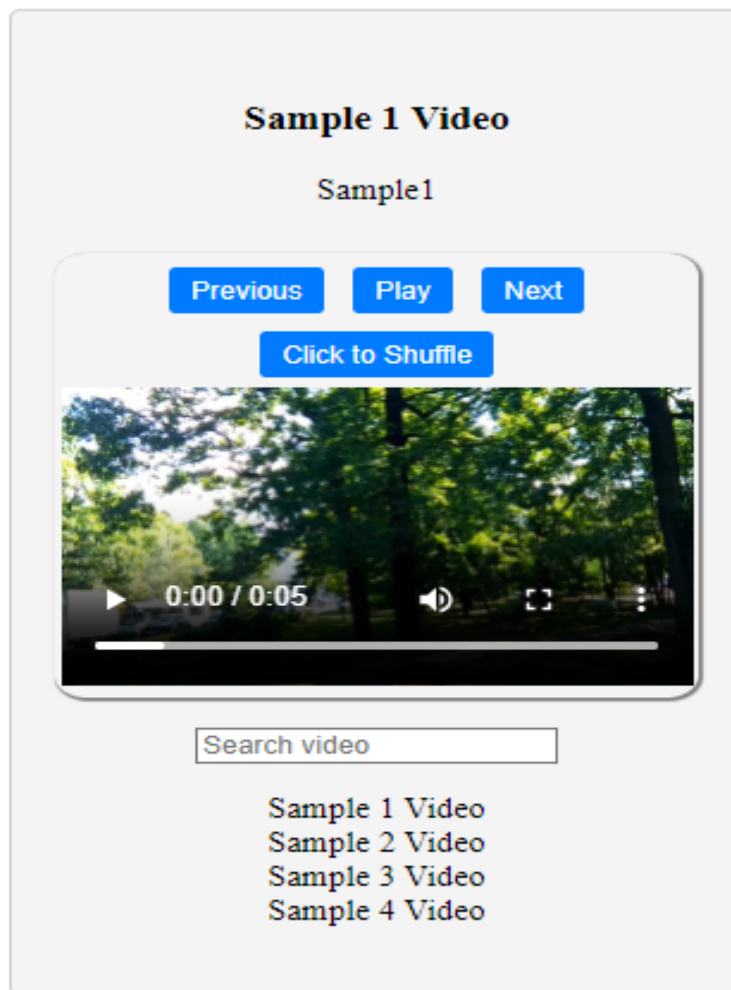 Sample 1 Video
Sample1
Previous Play Next
Click to Shuffle
0:00 / 0:05
Search video
Sample 1 Video
Sample 2 Video
Sample 3 Video
Sample 4 Video